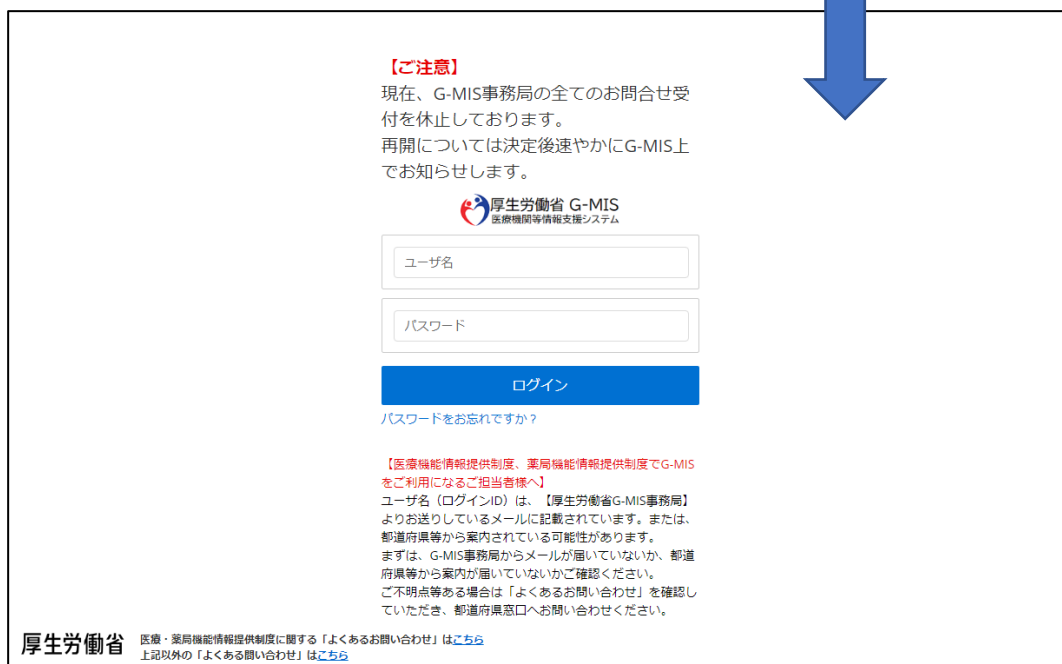 【ご注意】
現在、G-MIS事務局の全てのお問合せ受
付を休止しております。
再開については決定後速やかにG-MIS上
でお知らせします。
厚生労働省 G-MIS
医療機関等情報支援システム
ユーザ名
パスワード
ログイン
パスワードをお忘れですか？
【医療機能情報提供制度、薬局機能情報提供制度でG-MIS
をご利用になるご担当者様へ】
ユーザ名（ログインID）は、【厚生労働省G-MIS事務局】
よりお送りしているメールに記載されています。または、
都道府県等から案内されている可能性があります。
まずは、G-MIS事務局からメールが届いていないか、都道
府県等から案内が届いていないかご確認ください。
ご不明点等ある場合は「よくあるお問い合わせ」を確認し
ていただき、都道府県窓口へお問い合わせください。
厚生労働省
医療・薬局機能情報提供制度に関する「よくあるお問い合わせ」はこちら
上記以外の「よくある問い合わせ」はこちら